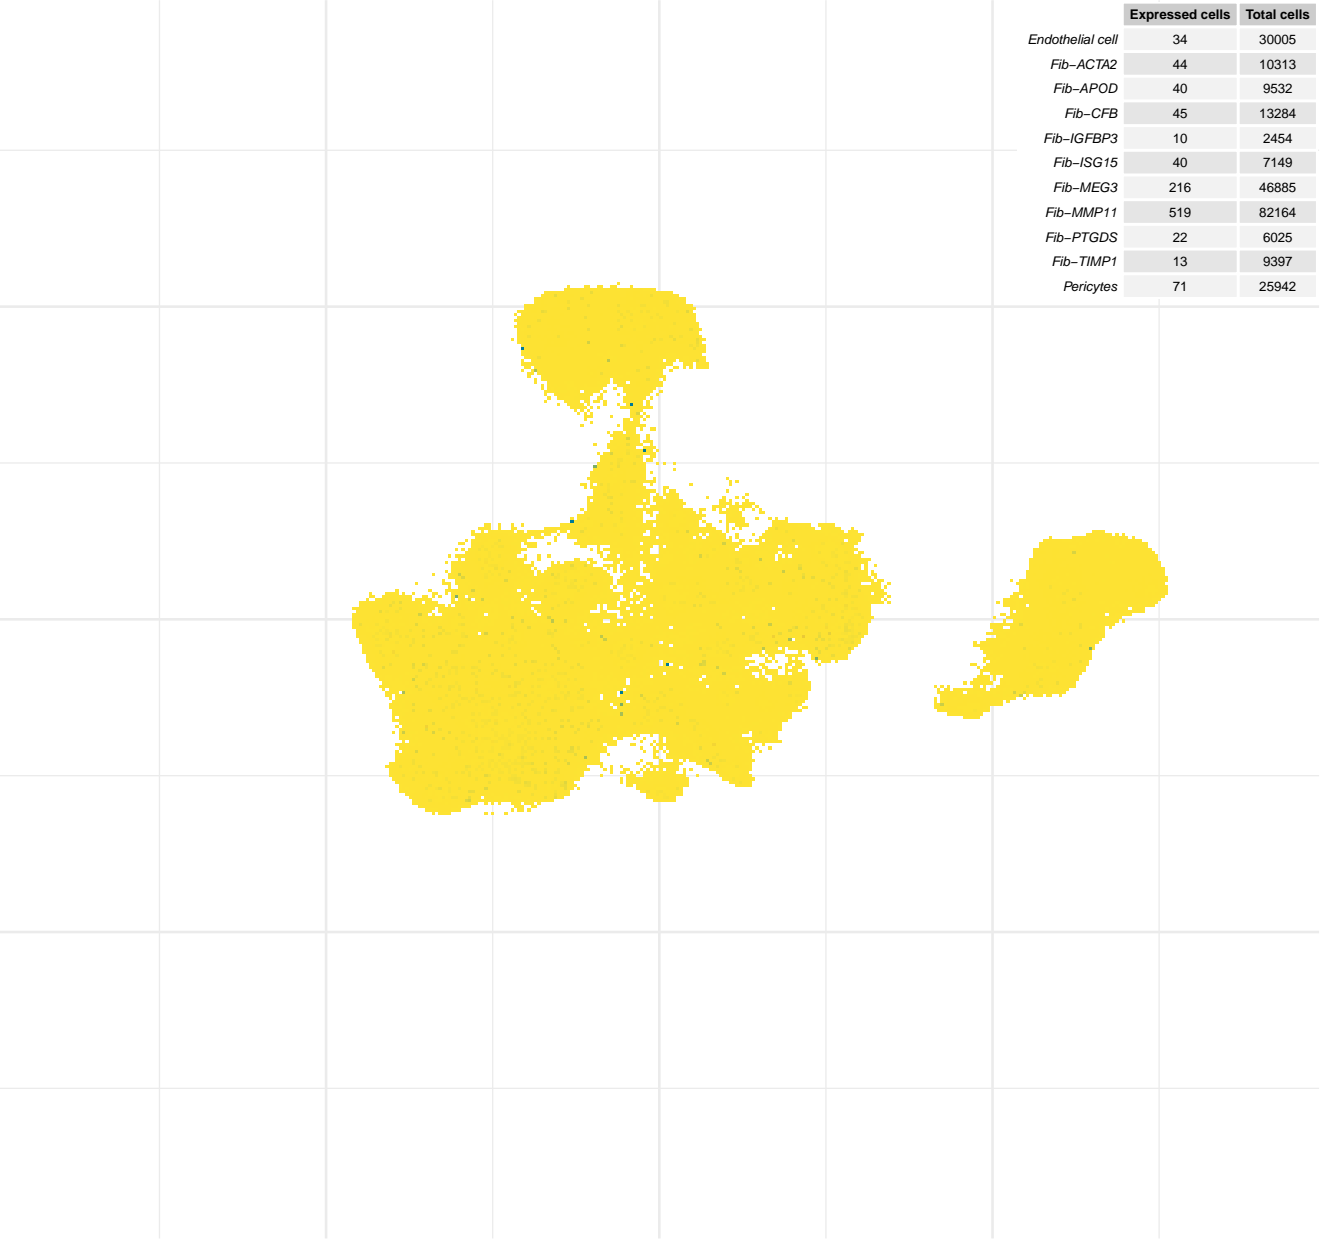 Expressed cells Total cells
Endothelial cell 34 30005
Fib−ACTA2 44 10313
Fib−APOD 40 9532
Fib−CFB 45 13284
Fib−IGFBP3 10 2454
Fib−ISG15 40 7149
Fib−MEG3 216 46885
Fib−MMP11 519 82164
Fib−PTGDS 22 6025
Fib−TIMP1 13 9397
Pericytes 71 25942